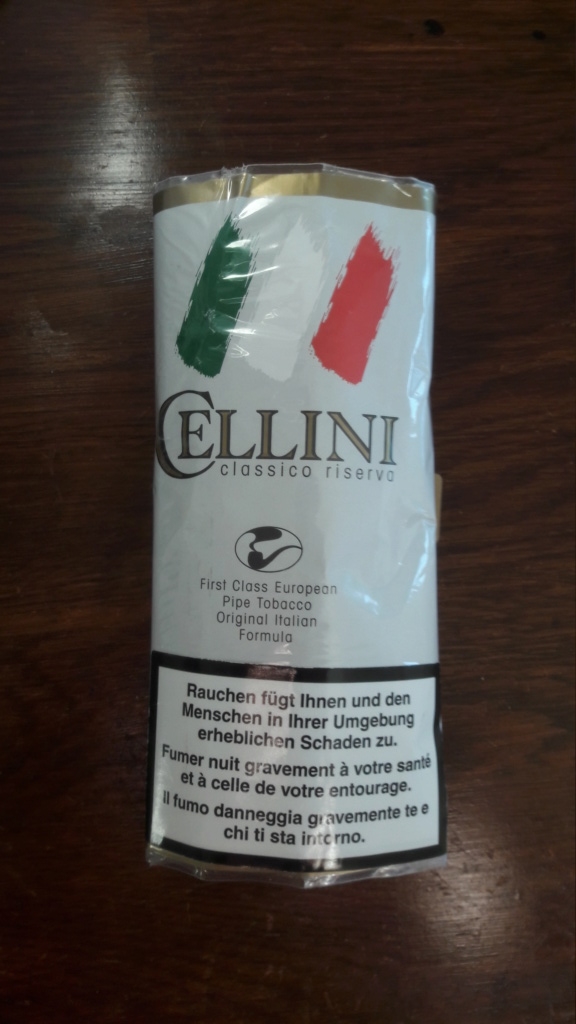 CELLINI
classico riserva
First Class European
Pipe Tobacco
Original Italian
Formula
Rauchen fügt Ihnen und den
Menschen in Ihrer Umgebung
erheblichen Schaden zu.
Fumer nuit gravement à votre santé
et à celle de votre entourage.
Il fumo danneggia gravemente te e
chi ti sta intorno.